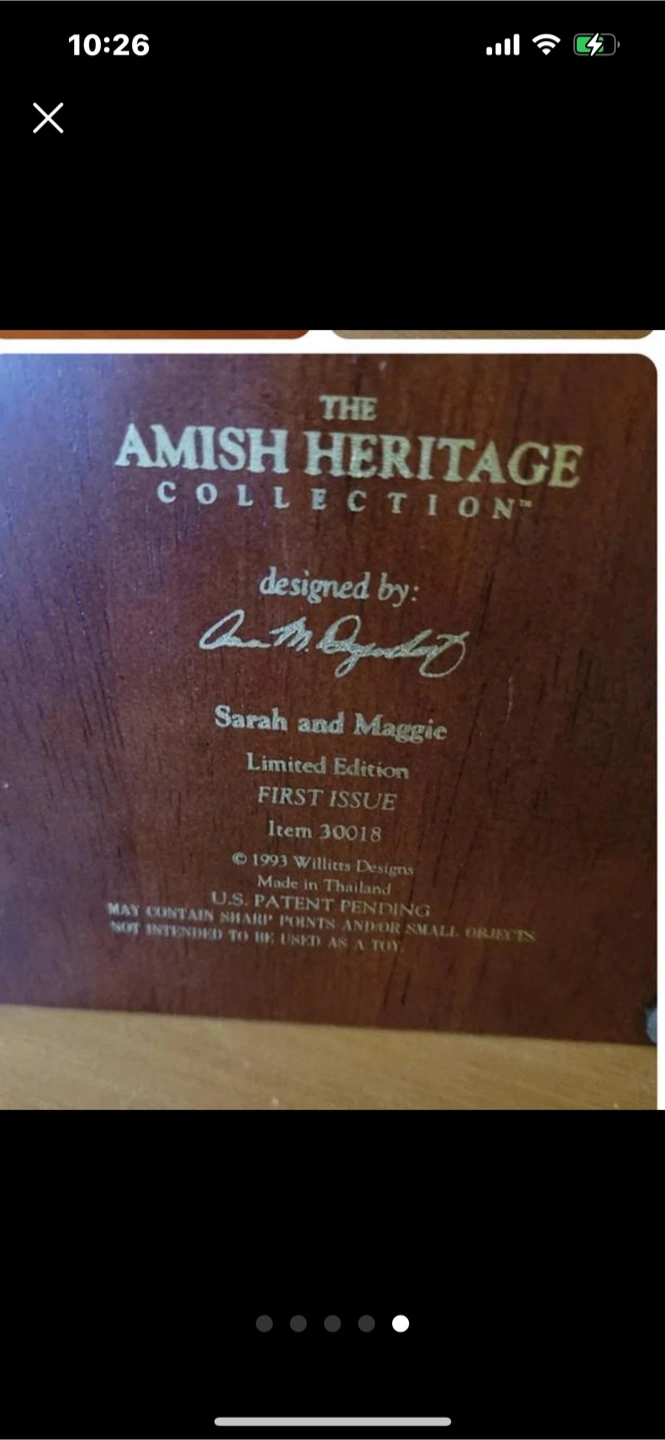 10:26
THE
AMISH HERITAGE
COLLECTION™
designed by:
Sarah and Maggie
Limited Edition
FIRST ISSUE
Item 30018
© 1993 Willitts Designs
Made in Thailand
U.S. PATENT PENDING
MAY CONTAIN SHARP POINTS AND/OR SMALL OBJECTS.
NOT INTENDED TO BE USED AS A TOY.